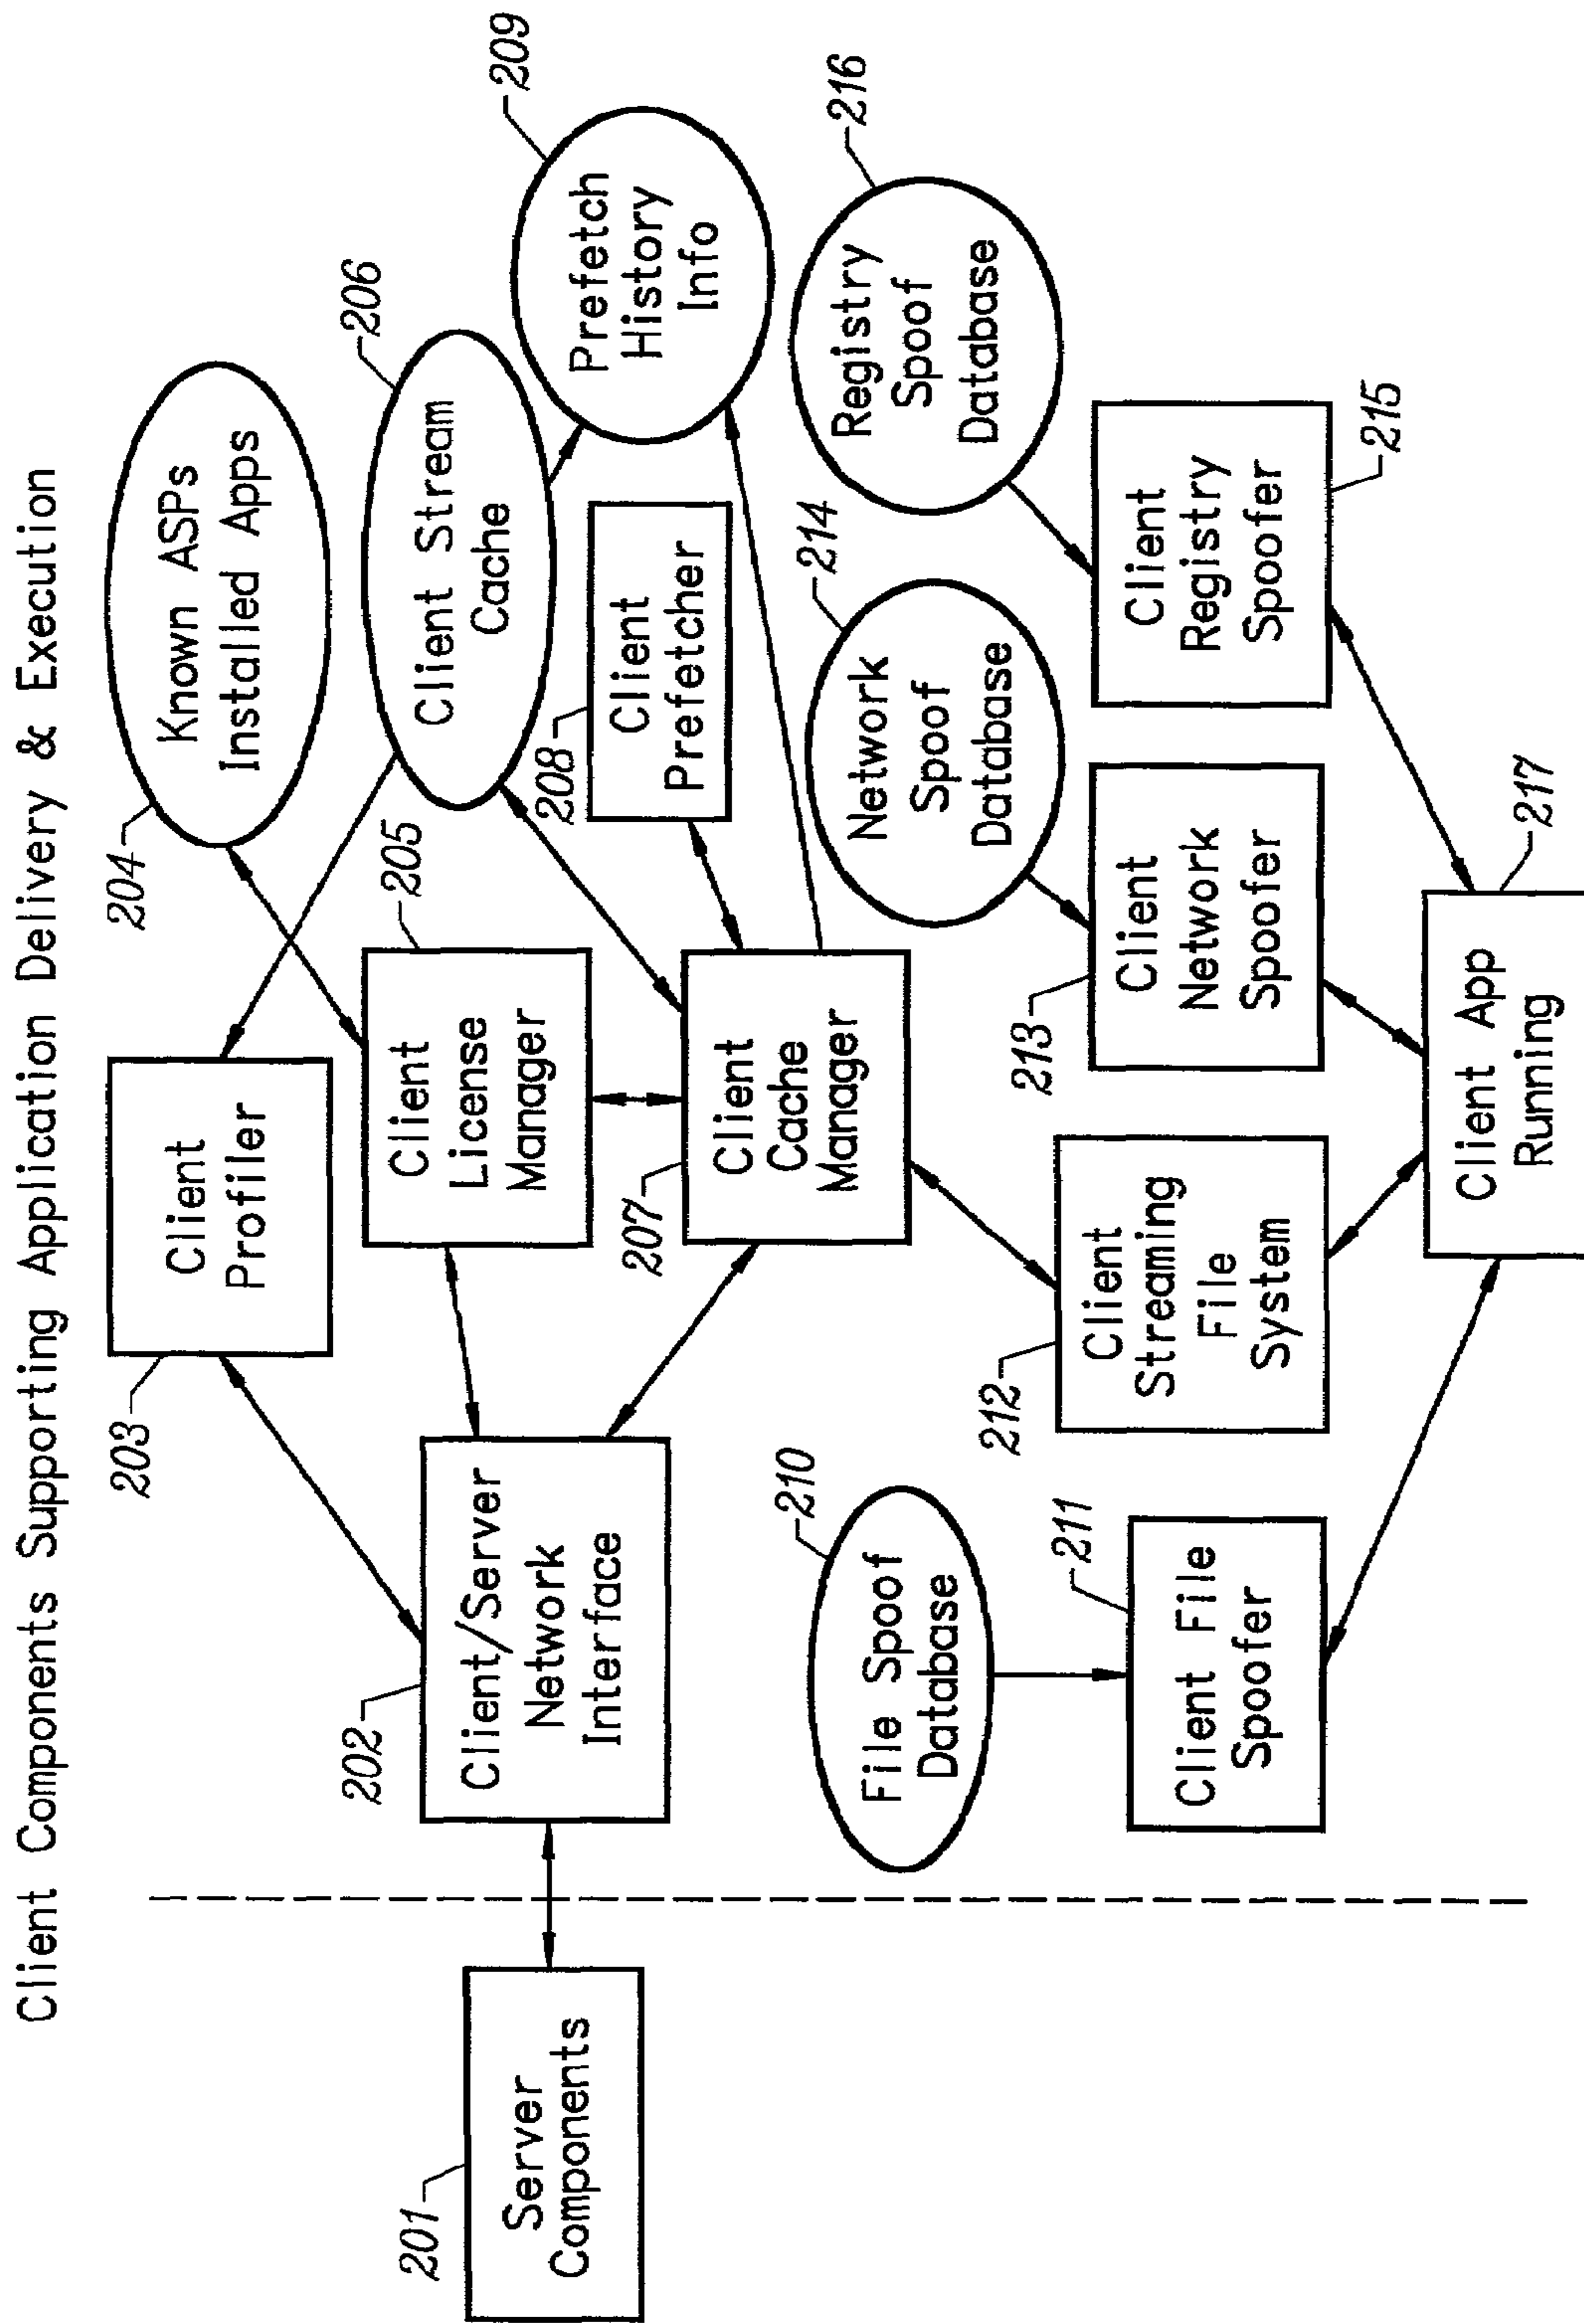 Client Components Supporting Application Delivery & Execution
201
Server
Components
202
Client/Server
Network
Interface
203
Client
Profiler
204
Known ASPs
Installed Apps
205
Client
License
Manager
206
Client Stream
Cache
207
Client
Cache
Manager
208
Client
Prefetcher
209
Prefetch
History
Info
210
File Spoof
Database
211
Client File
Spoofer
212
Client
Streaming
File
System
213
Client
Network
Spoofer
214
Network
Spoof
Database
215
Client
Registry
Spoofer
216
Registry
Spoof
Database
217
Client App
Running